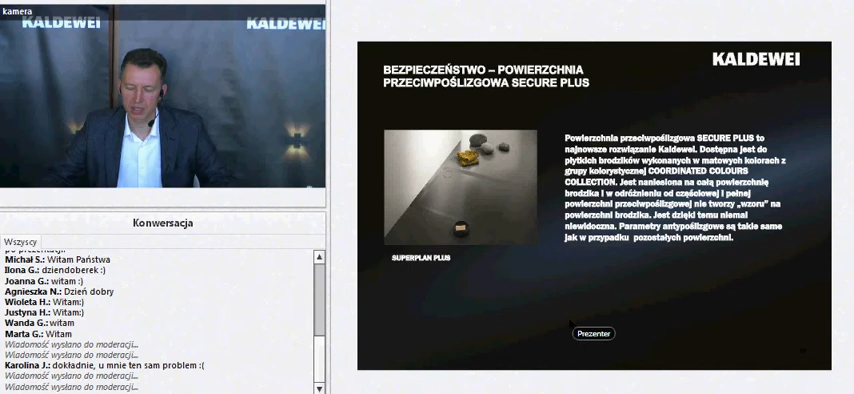 kamera
KALDEWEI
KALDEWEI
Konwersacja
Wszyscy
po prezentacji
Michał S.: Witam Państwa
Ilona G.: dziendoberek :)
Joanna G.: witam :)
Agnieszka N.: Dzień dobry
Wioleta H.: Witam:)
Justyna H.: Witam:)
Wanda G.:witam
Marta G.: Witam
Wiadomość wysłano do moderacji...
Wiadomość wysłano do moderacji...
Karolina J.: dokładnie, u mnie ten sam problem :(
Wiadomość wysłano do moderacji...
Wiadomość wysłano do moderacji...
KALDEWEI
BEZPIECZEŃSTWO – POWIERZCHNIA
PRZECIWPOŚLIZGOWA SECURE PLUS
Powierzchnia przeciwpoślizgowa SECURE PLUS to
najnowsze rozwiązanie Kaldewei. Dostępna jest do
płytkich brodzików wykonanych w matowych kolorach z
grupy kolorystycznej COORDINATED COLOURS
COLLECTION. Jest naniesiona na całą powierzchnię
brodzika i w odróżnieniu od częściowej i pełnej
powierzchni przeciwpoślizgowej nie tworzy „wzoru” na
powierzchni brodzika. Jest dzięki temu niemal
niewidoczna. Parametry antypoślizgowe są takie same
jak w przypadku pozostałych powierzchni.
SUPERPLAN PLUS
Prezenter